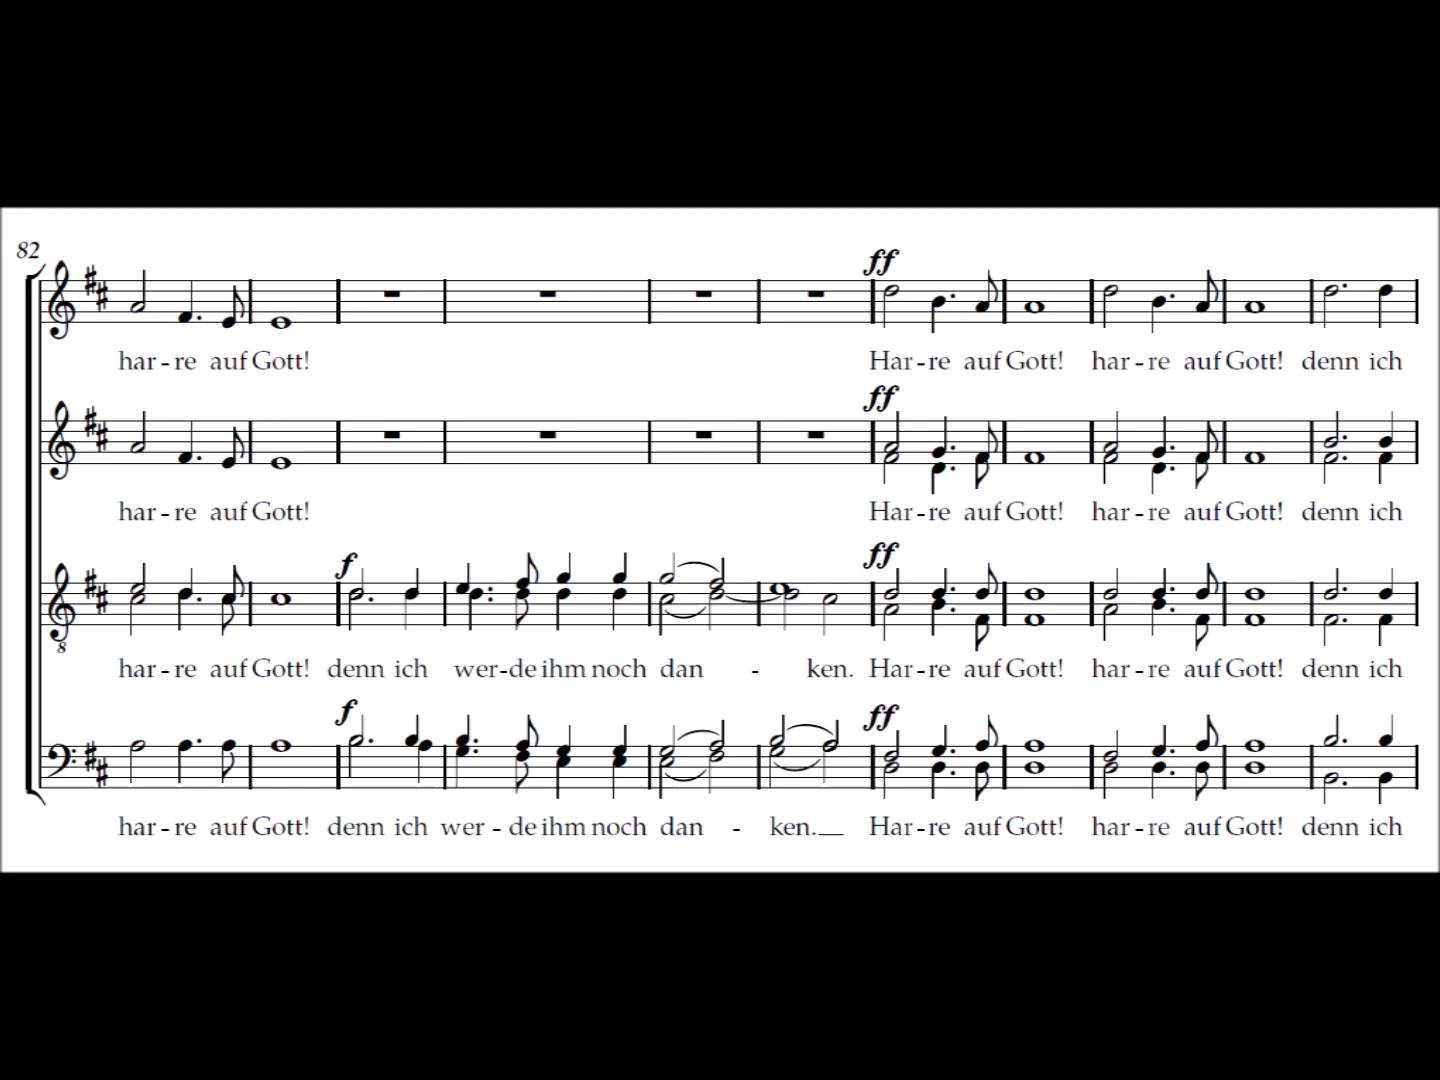 82
ff
har - re auf Gott! Har - re auf Gott! har - re auf Gott! denn ich
ff
har - re auf Gott! Har - re auf Gott! har - re auf Gott! denn ich
f ff
8
har - re auf Gott! denn ich wer - de ihm noch dan - ken. Har - re auf Gott! har - re auf Gott! denn ich
f ff
har - re auf Gott! denn ich wer - de ihm noch dan - ken. Har - re auf Gott! har - re auf Gott! denn ich